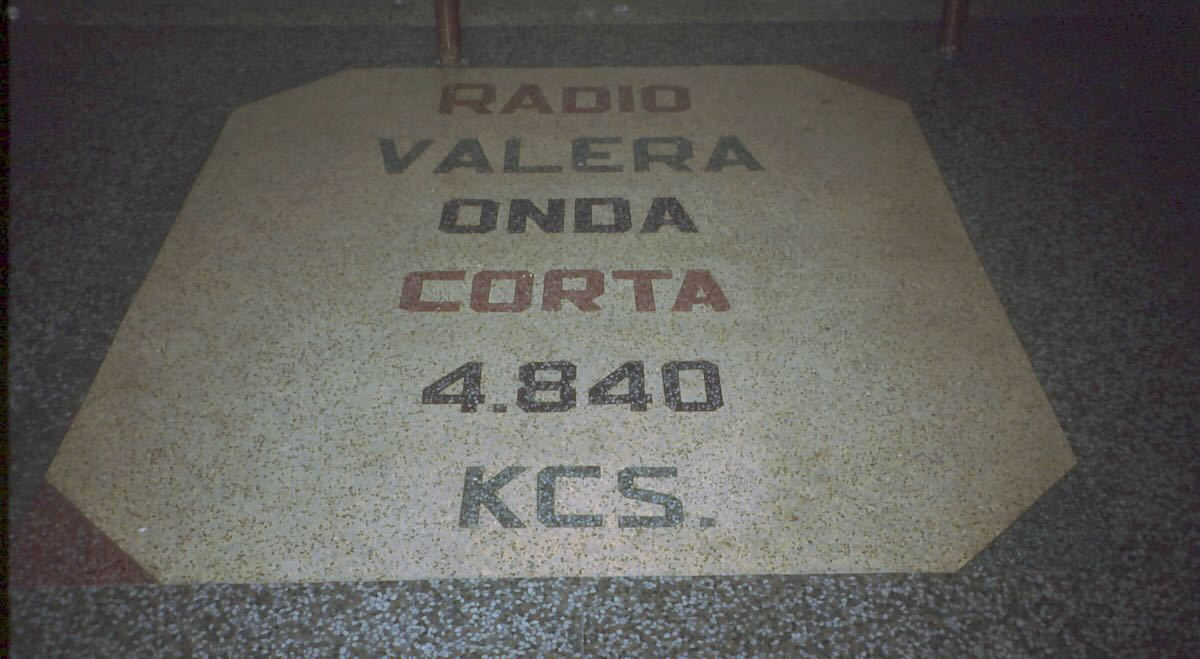 RADIO
VALERA
ONDA
CORTA
4.840
KCS.